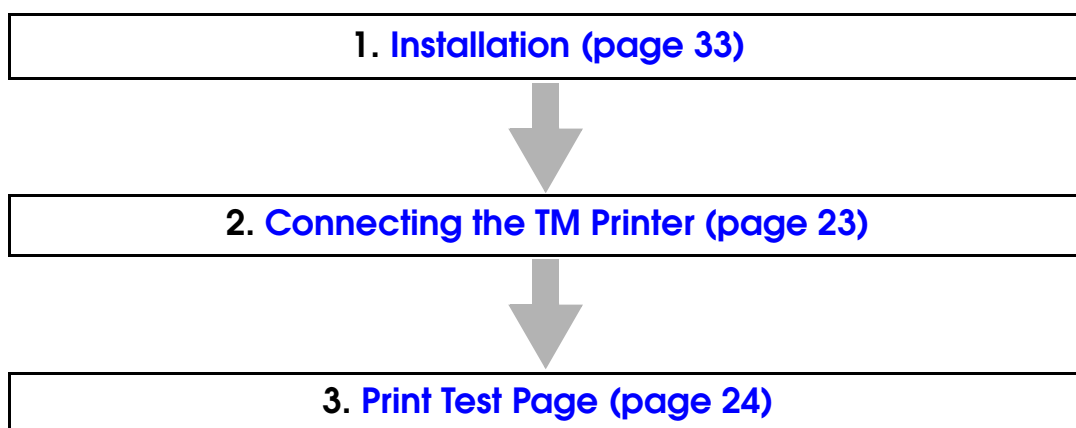 1. Installation (page 33)
2. Connecting the TM Printer (page 23)
3. Print Test Page (page 24)